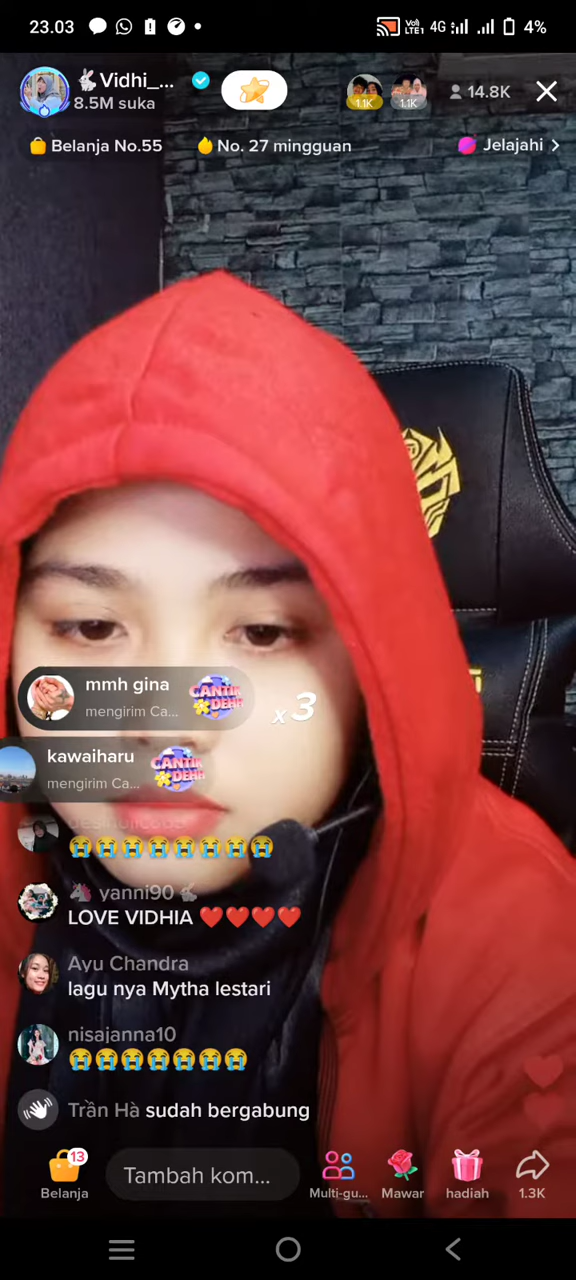 23.03
Vo)
LTE1
4G
4%
Vidhi_...
8.5M suka
1.1K
1.1K
14.8K
Belanja No.55
No. 27 mingguan
Jelajahi
mmh gina
mengirim Ca...
CANTIK
DEHH
x3
kawaiharu
mengirim Ca...
CANTIK
DEHH
😭😭😭😭😭😭😭😭
🦄 yanni90 🐇
LOVE VIDHIA ❤️❤️❤️❤️
Ayu Chandra
lagu nya Mytha lestari
nisajanna10
😭😭😭😭😭😭😭
Trần Hà sudah bergabung
13
Belanja
Tambah kom...
Multi-gu...
Mawar
hadiah
1.3K